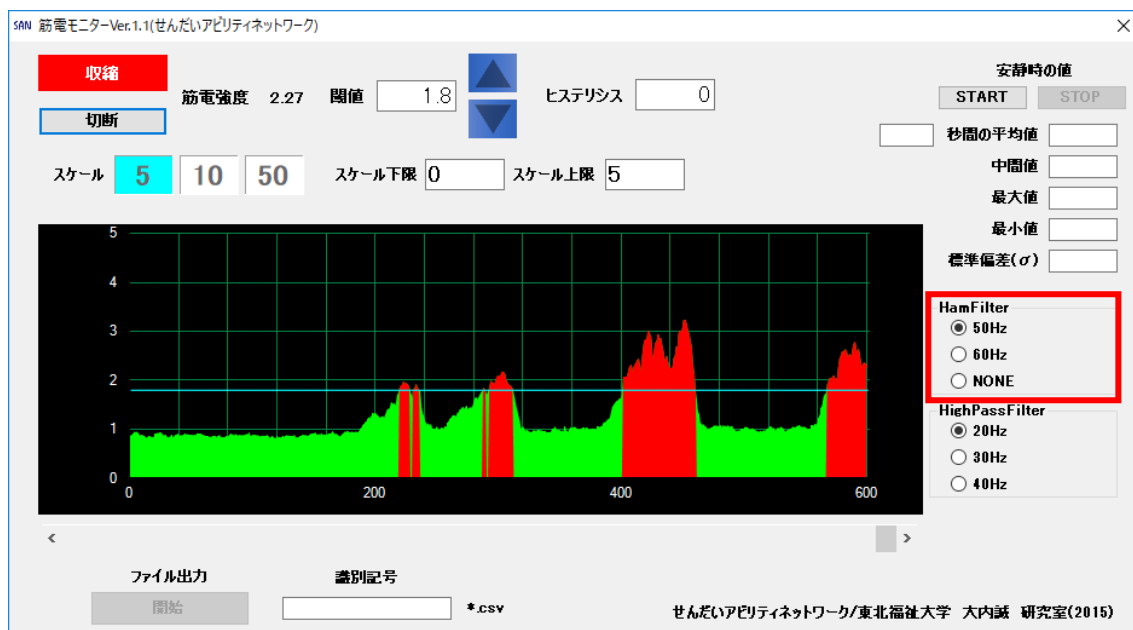 SAN 筋電モニターVer.1.1(せんだいアビリティネットワーク)
収縮
筋電強度 2.27 閾値 1.8 ヒステリシス 0
切断
安静時の値
START STOP
秒間の平均値
中間値
最大値
最小値
標準偏差(σ)
スケール 5 10 50 スケール下限 0 スケール上限 5
5
4
3
2
1
0
0 200 400 600
HamFilter
50Hz
60Hz
NONE
HighPassFilter
20Hz
30Hz
40Hz
ファイル出力 識別記号
開始 *.csv
せんだいアビリティネットワーク/東北福祉大学 大内誠 研究室(2015)